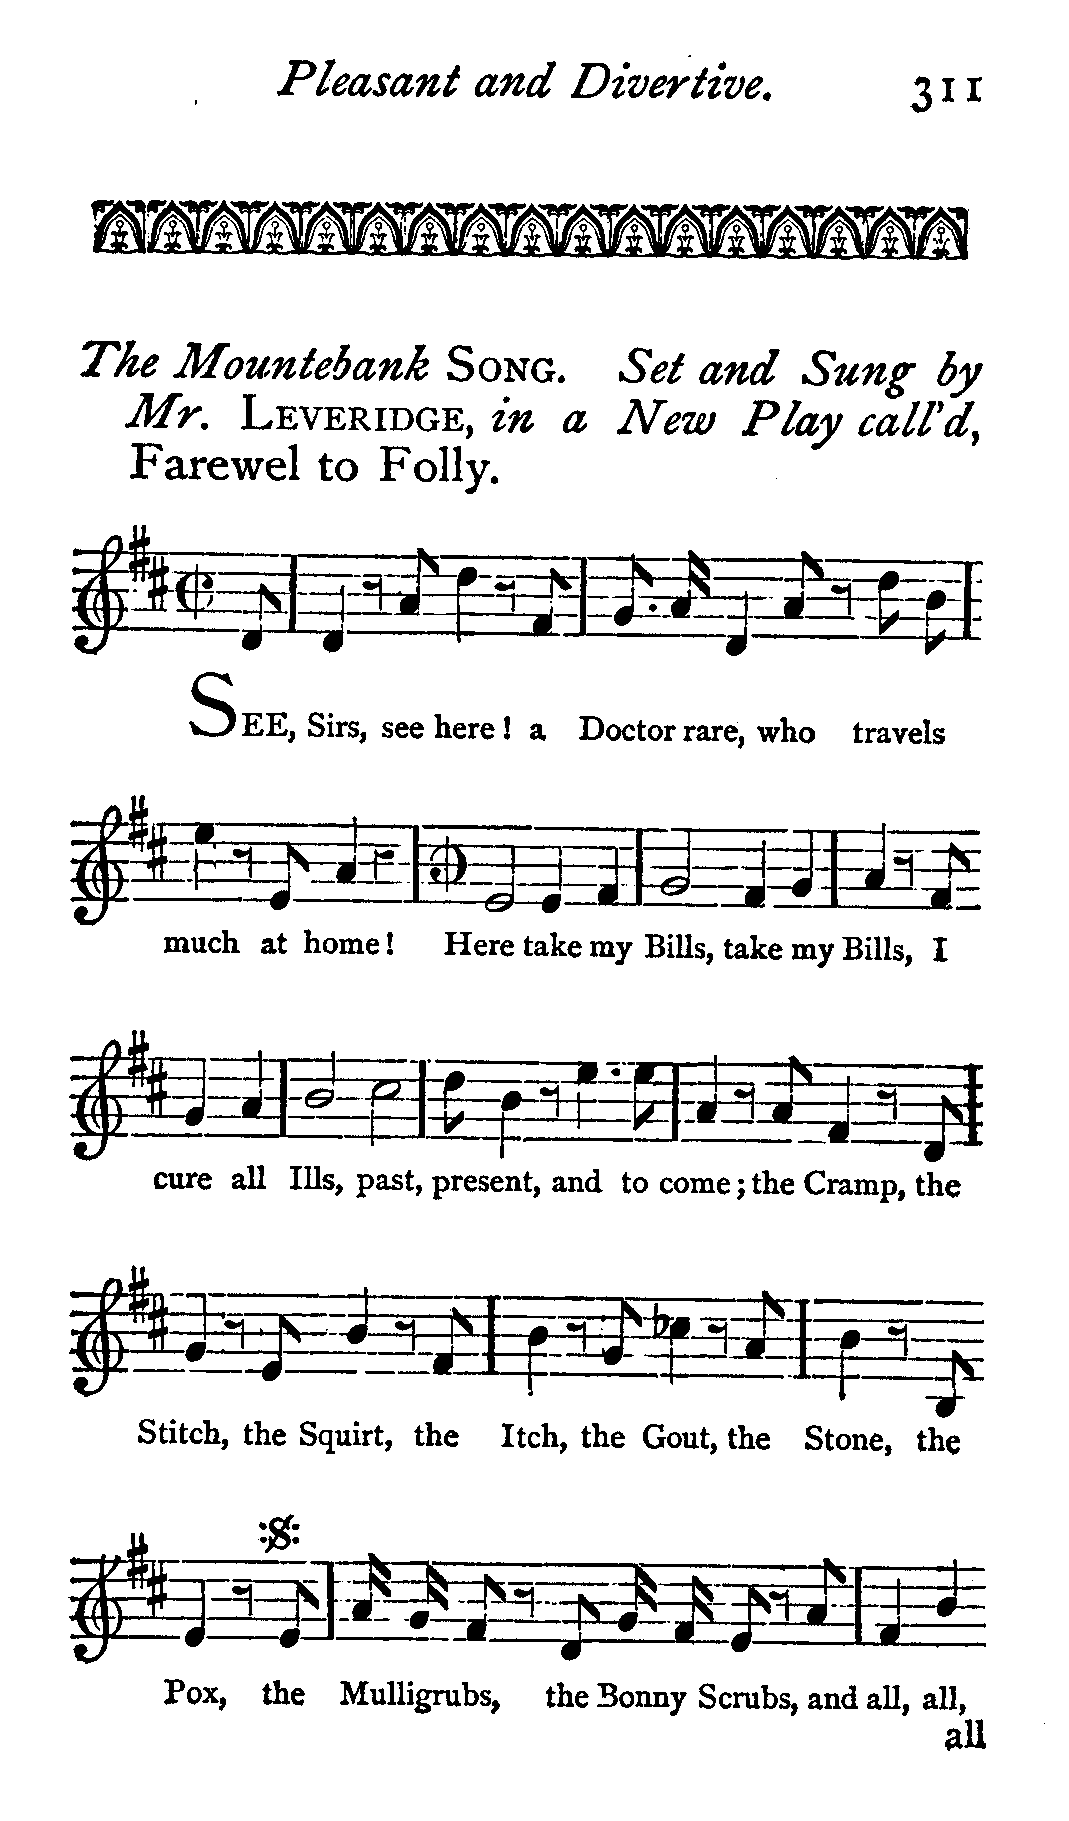 Pleasant and Divertive. 311
The Mountebank SONG. Set and Sung by
Mr. LEVERIDGE, in a New Play call'd,
Farewel to Folly.
SEE, Sirs, see here! a Doctor rare, who travels
much at home! Here take my Bills, take my Bills, I
cure all Ills, past, present, and to come; the Cramp, the
Stitch, the Squirt, the Itch, the Gout, the Stone, the
Pox, the Mulligrubs, the Bonny Scrubs, and all, all,
all